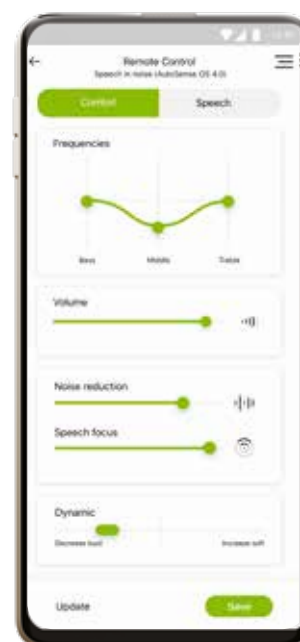 Remote Control
Speech in noise (AutoSense OS 4.0)
Comfort Speech
Frequencies
Bass Middle Treble
Volume
Noise reduction
Speech focus
Dynamic
Decrease loud Increase soft
Update Save